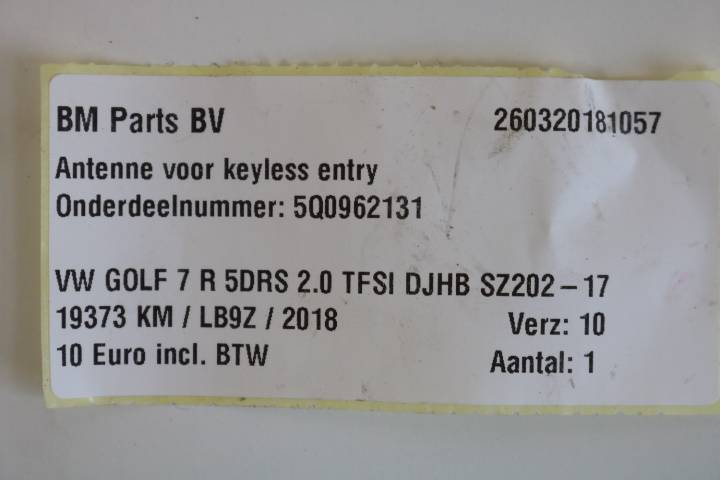 BM Parts BV 260320181057
Antenne voor keyless entry
Onderdeelnummer: 5Q0962131
VW GOLF 7 R 5DRS 2.0 TFSI DJHB SZ202-17
19373 KM / LB9Z / 2018 Verz: 10
10 Euro incl. BTW Aantal: 1